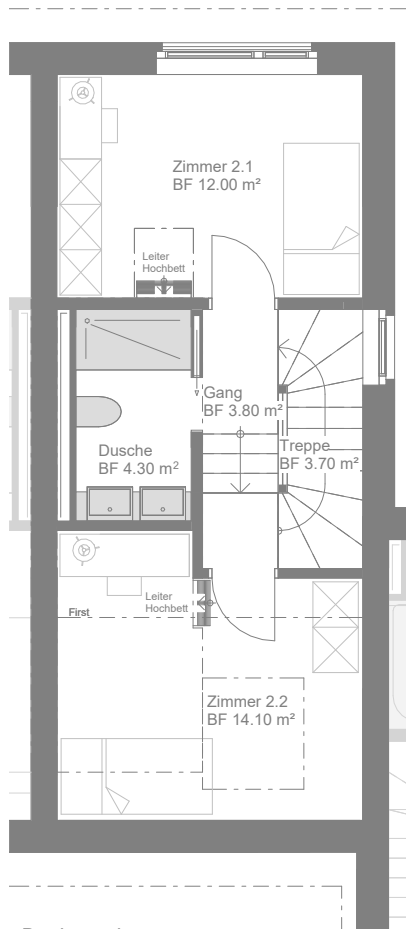 Zimmer 2.1
BF 12.00 m²
Leiter
Hochbett
Gang
BF 3.80 m²
Dusche
BF 4.30 m²
Treppe
BF 3.70 m²
Leiter
Hochbett
First
Zimmer 2.2
BF 14.10 m²